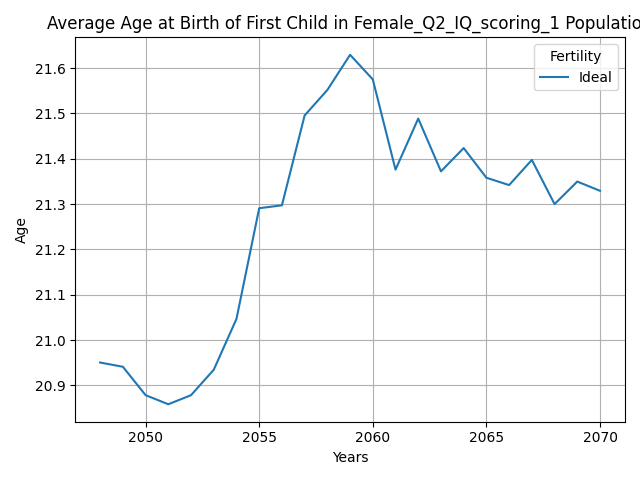 Average Age at Birth of First Child in Female_Q2_IQ_scoring_1 Populatio
Fertility
Ideal
21.6
21.5
21.4
21.3
21.2
21.1
21.0
20.9
Age
2050 2055 2060 2065 2070
Years